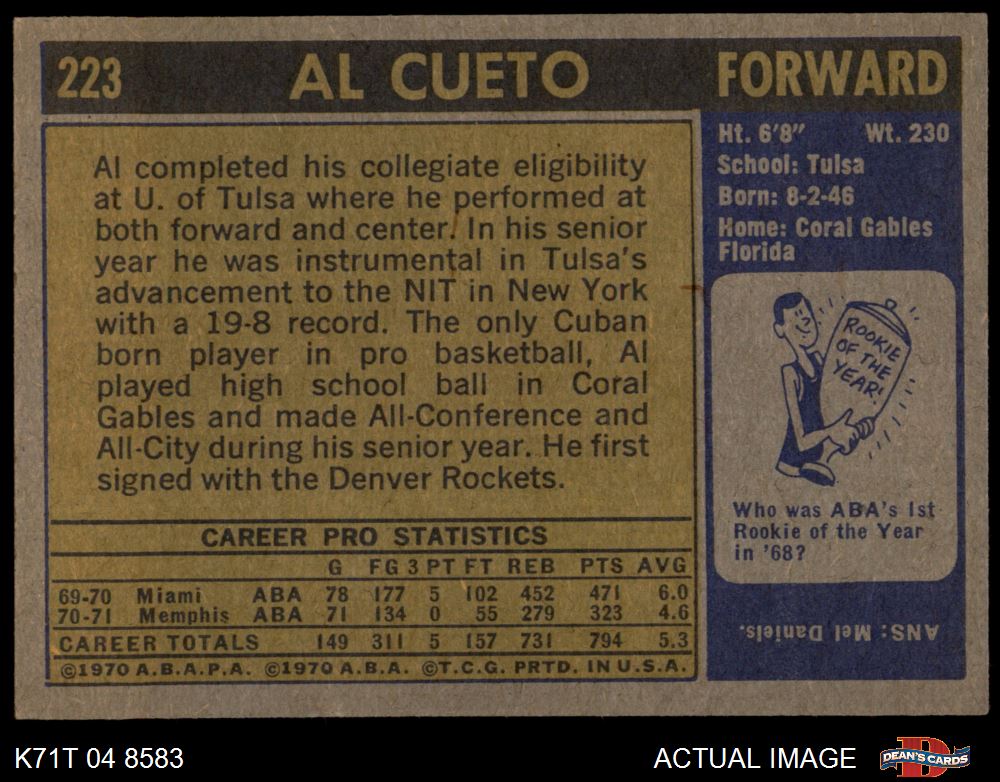 223 AL CUETO FORWARD
Al completed his collegiate eligibility
at U. of Tulsa where he performed at
both forward and center. In his senior
year he was instrumental in Tulsa's
advancement to the NIT in New York
with a 19-8 record. The only Cuban
born player in pro basketball, Al
played high school ball in Coral
Gables and made All-Conference and
All-City during his senior year. He first
signed with the Denver Rockets.
CAREER PRO STATISTICS
G FG 3 PT FT REB PTS AVG
69-70 Miami ABA 78 177 5 102 452 471 6.0
70-71 Memphis ABA 71 134 0 55 279 323 4.6
CAREER TOTALS 149 311 5 157 731 794 5.3
©1970 A.B.A.P.A. ©1970 A.B.A. ©T.C.G. PRTD. IN U.S.A.
Ht. 6'8" Wt. 230
School: Tulsa
Born: 8-2-46
Home: Coral Gables
Florida
ROOKIE
OF THE
YEAR!
Who was ABA's 1st
Rookie of the Year
in '68?
ANS: Mel Daniels.
K71T 04 8583
ACTUAL IMAGE
D
DEAN'S CARDS